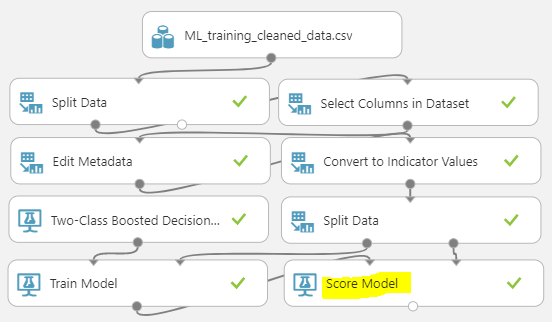 ML_training_cleaned_data.csv
Split Data
Select Columns in Dataset
Edit Metadata
Convert to Indicator Values
Two-Class Boosted Decision...
Split Data
Train Model
Score Model